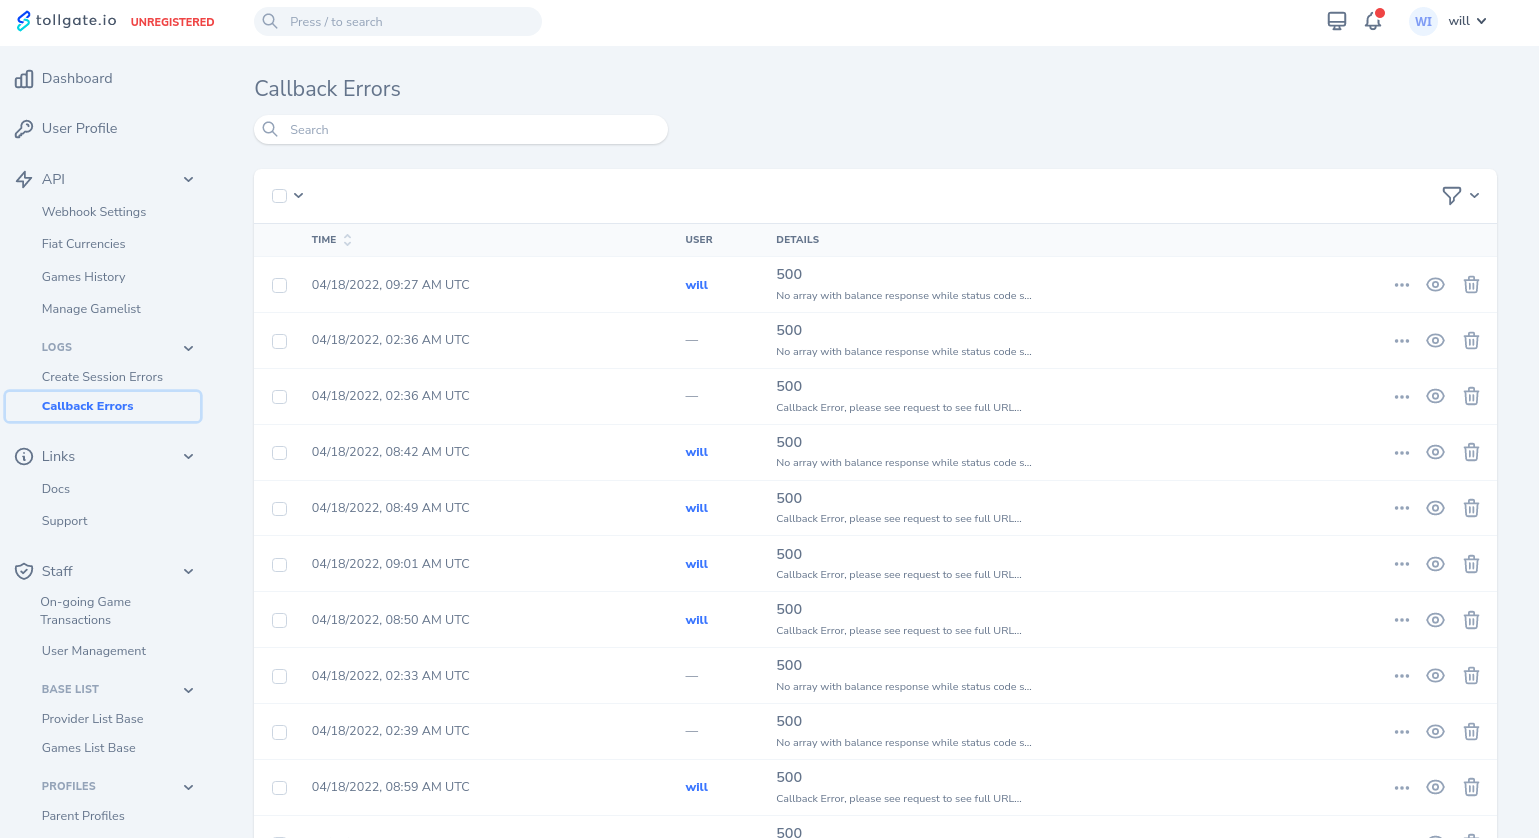 tollgate.io UNREGISTERED
Press / to search
WI will
Dashboard
User Profile
API
Webhook Settings
Fiat Currencies
Games History
Manage Gamelist
LOGS
Create Session Errors
Callback Errors
Links
Docs
Support
Staff
On-going Game
Transactions
User Management
BASE LIST
Provider List Base
Games List Base
PROFILES
Parent Profiles
Callback Errors
Search
TIME USER DETAILS
04/18/2022, 09:27 AM UTC will 500
No array with balance response while status code s...
04/18/2022, 02:36 AM UTC — 500
No array with balance response while status code s...
04/18/2022, 02:36 AM UTC — 500
Callback Error, please see request to see full URL...
04/18/2022, 08:42 AM UTC will 500
No array with balance response while status code s...
04/18/2022, 08:49 AM UTC will 500
Callback Error, please see request to see full URL...
04/18/2022, 09:01 AM UTC will 500
Callback Error, please see request to see full URL...
04/18/2022, 08:50 AM UTC will 500
Callback Error, please see request to see full URL...
04/18/2022, 02:33 AM UTC — 500
No array with balance response while status code s...
04/18/2022, 02:39 AM UTC — 500
No array with balance response while status code s...
04/18/2022, 08:59 AM UTC will 500
Callback Error, please see request to see full URL...
500